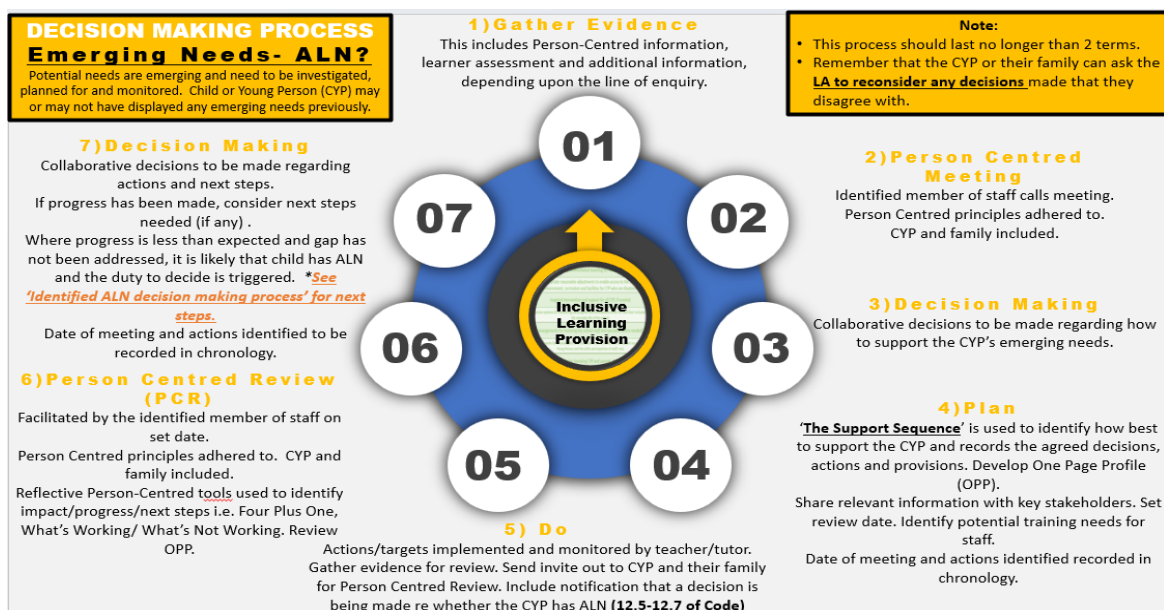 DECISION MAKING PROCESS
Emerging Needs- ALN?
Potential needs are emerging and need to be investigated,
planned for and monitored. Child or Young Person (CYP) may
or may not have displayed any emerging needs previously.
1)Gather Evidence
This includes Person-Centred information,
learner assessment and additional information,
depending upon the line of enquiry.
Note:
• This process should last no longer than 2 terms.
• Remember that the CYP or their family can ask the
LA to reconsider any decisions made that they
disagree with.
2)Person Centred
Meeting
Identified member of staff calls meeting.
Person Centred principles adhered to.
CYP and family included.
3)Decision Making
Collaborative decisions to be made regarding how
to support the CYP's emerging needs.
4)Plan
'The Support Sequence' is used to identify how best
to support the CYP and records the agreed decisions,
actions and provisions. Develop One Page Profile
(OPP).
Share relevant information with key stakeholders. Set
review date. Identify potential training needs for
staff.
Date of meeting and actions identified recorded in
chronology.
5) Do
Actions/targets implemented and monitored by teacher/tutor.
Gather evidence for review. Send invite out to CYP and their family
for Person Centred Review. Include notification that a decision is
being made re whether the CYP has ALN (12.5-12.7 of Code)
6)Person Centred Review
(PCR)
Facilitated by the identified member of staff on
set date.
Person Centred principles adhered to. CYP and
family included.
Reflective Person-Centred tools used to identify
impact/progress/next steps i.e. Four Plus One,
What's Working/ What's Not Working. Review
OPP.
7)Decision Making
Collaborative decisions to be made regarding
actions and next steps.
If progress has been made, consider next steps
needed (if any) .
Where progress is less than expected and gap has
not been addressed, it is likely that child has ALN
and the duty to decide is triggered. *See
'Identified ALN decision making process' for next
steps.
Date of meeting and actions identified to be
recorded in chronology.
01
02
03
04
05
06
07
Inclusive
Learning
Provision